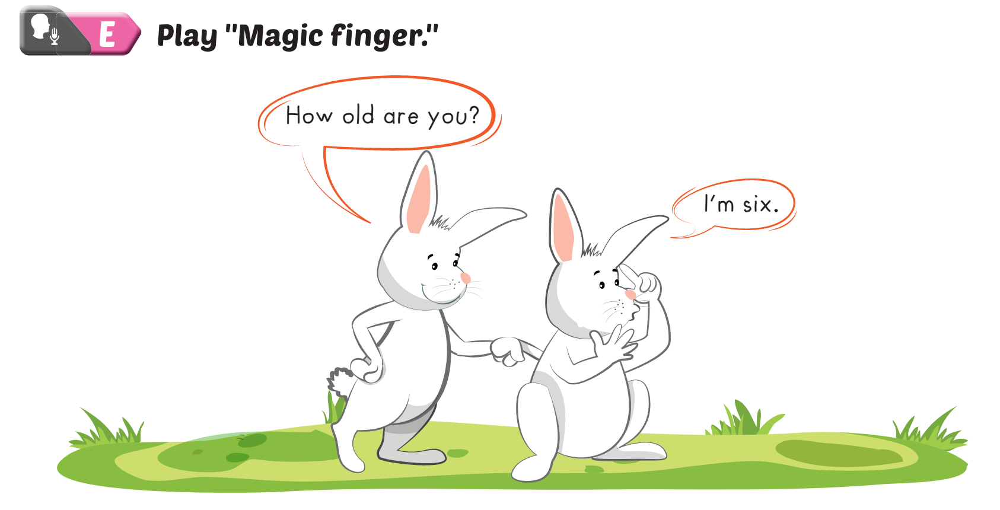 E Play "Magic finger."
How old are you?
I'm six.